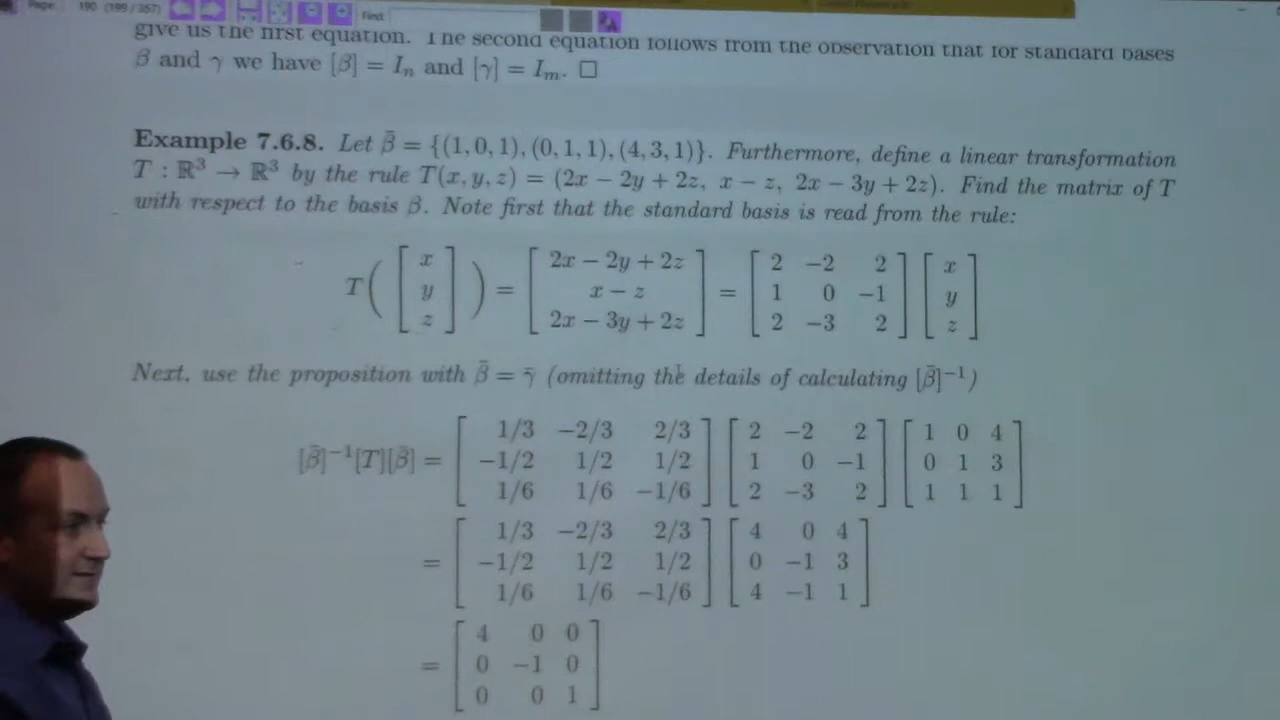 Page: 190 (199 / 367) Find:
give us the first equation. The second equation follows from the observation that for standard bases
β and γ we have [β] = Iₙ and [γ] = Iₘ. □
Example 7.6.8. Let β̄ = {(1, 0, 1), (0, 1, 1), (4, 3, 1)}. Furthermore, define a linear transformation
T : ℝ³ → ℝ³ by the rule T(x, y, z) = (2x − 2y + 2z, x − z, 2x − 3y + 2z). Find the matrix of T
with respect to the basis β. Note first that the standard basis is read from the rule:
T( [ x y z ] ) = [ 2x − 2y + 2z ; x − z ; 2x − 3y + 2z ] = [ 2 −2 2 ; 1 0 −1 ; 2 −3 2 ] [ x y z ]
Next, use the proposition with β̄ = γ̄ (omitting the details of calculating [β̄]⁻¹)
[β̄]⁻¹[T][β̄] = [ 1/3 −2/3 2/3 ; −1/2 1/2 1/2 ; 1/6 1/6 −1/6 ] [ 2 −2 2 ; 1 0 −1 ; 2 −3 2 ] [ 1 0 4 ; 0 1 3 ; 1 1 1 ]
= [ 1/3 −2/3 2/3 ; −1/2 1/2 1/2 ; 1/6 1/6 −1/6 ] [ 4 0 4 ; 0 −1 3 ; 4 −1 1 ]
= [ 4 0 0 ; 0 −1 0 ; 0 0 1 ]